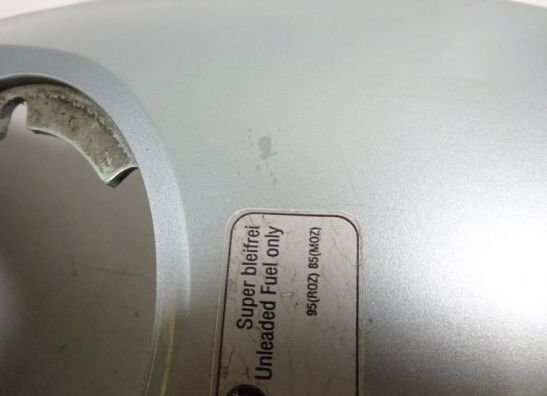 Super bleifrei
Unleaded Fuel only
95(ROZ) 85(MOZ)